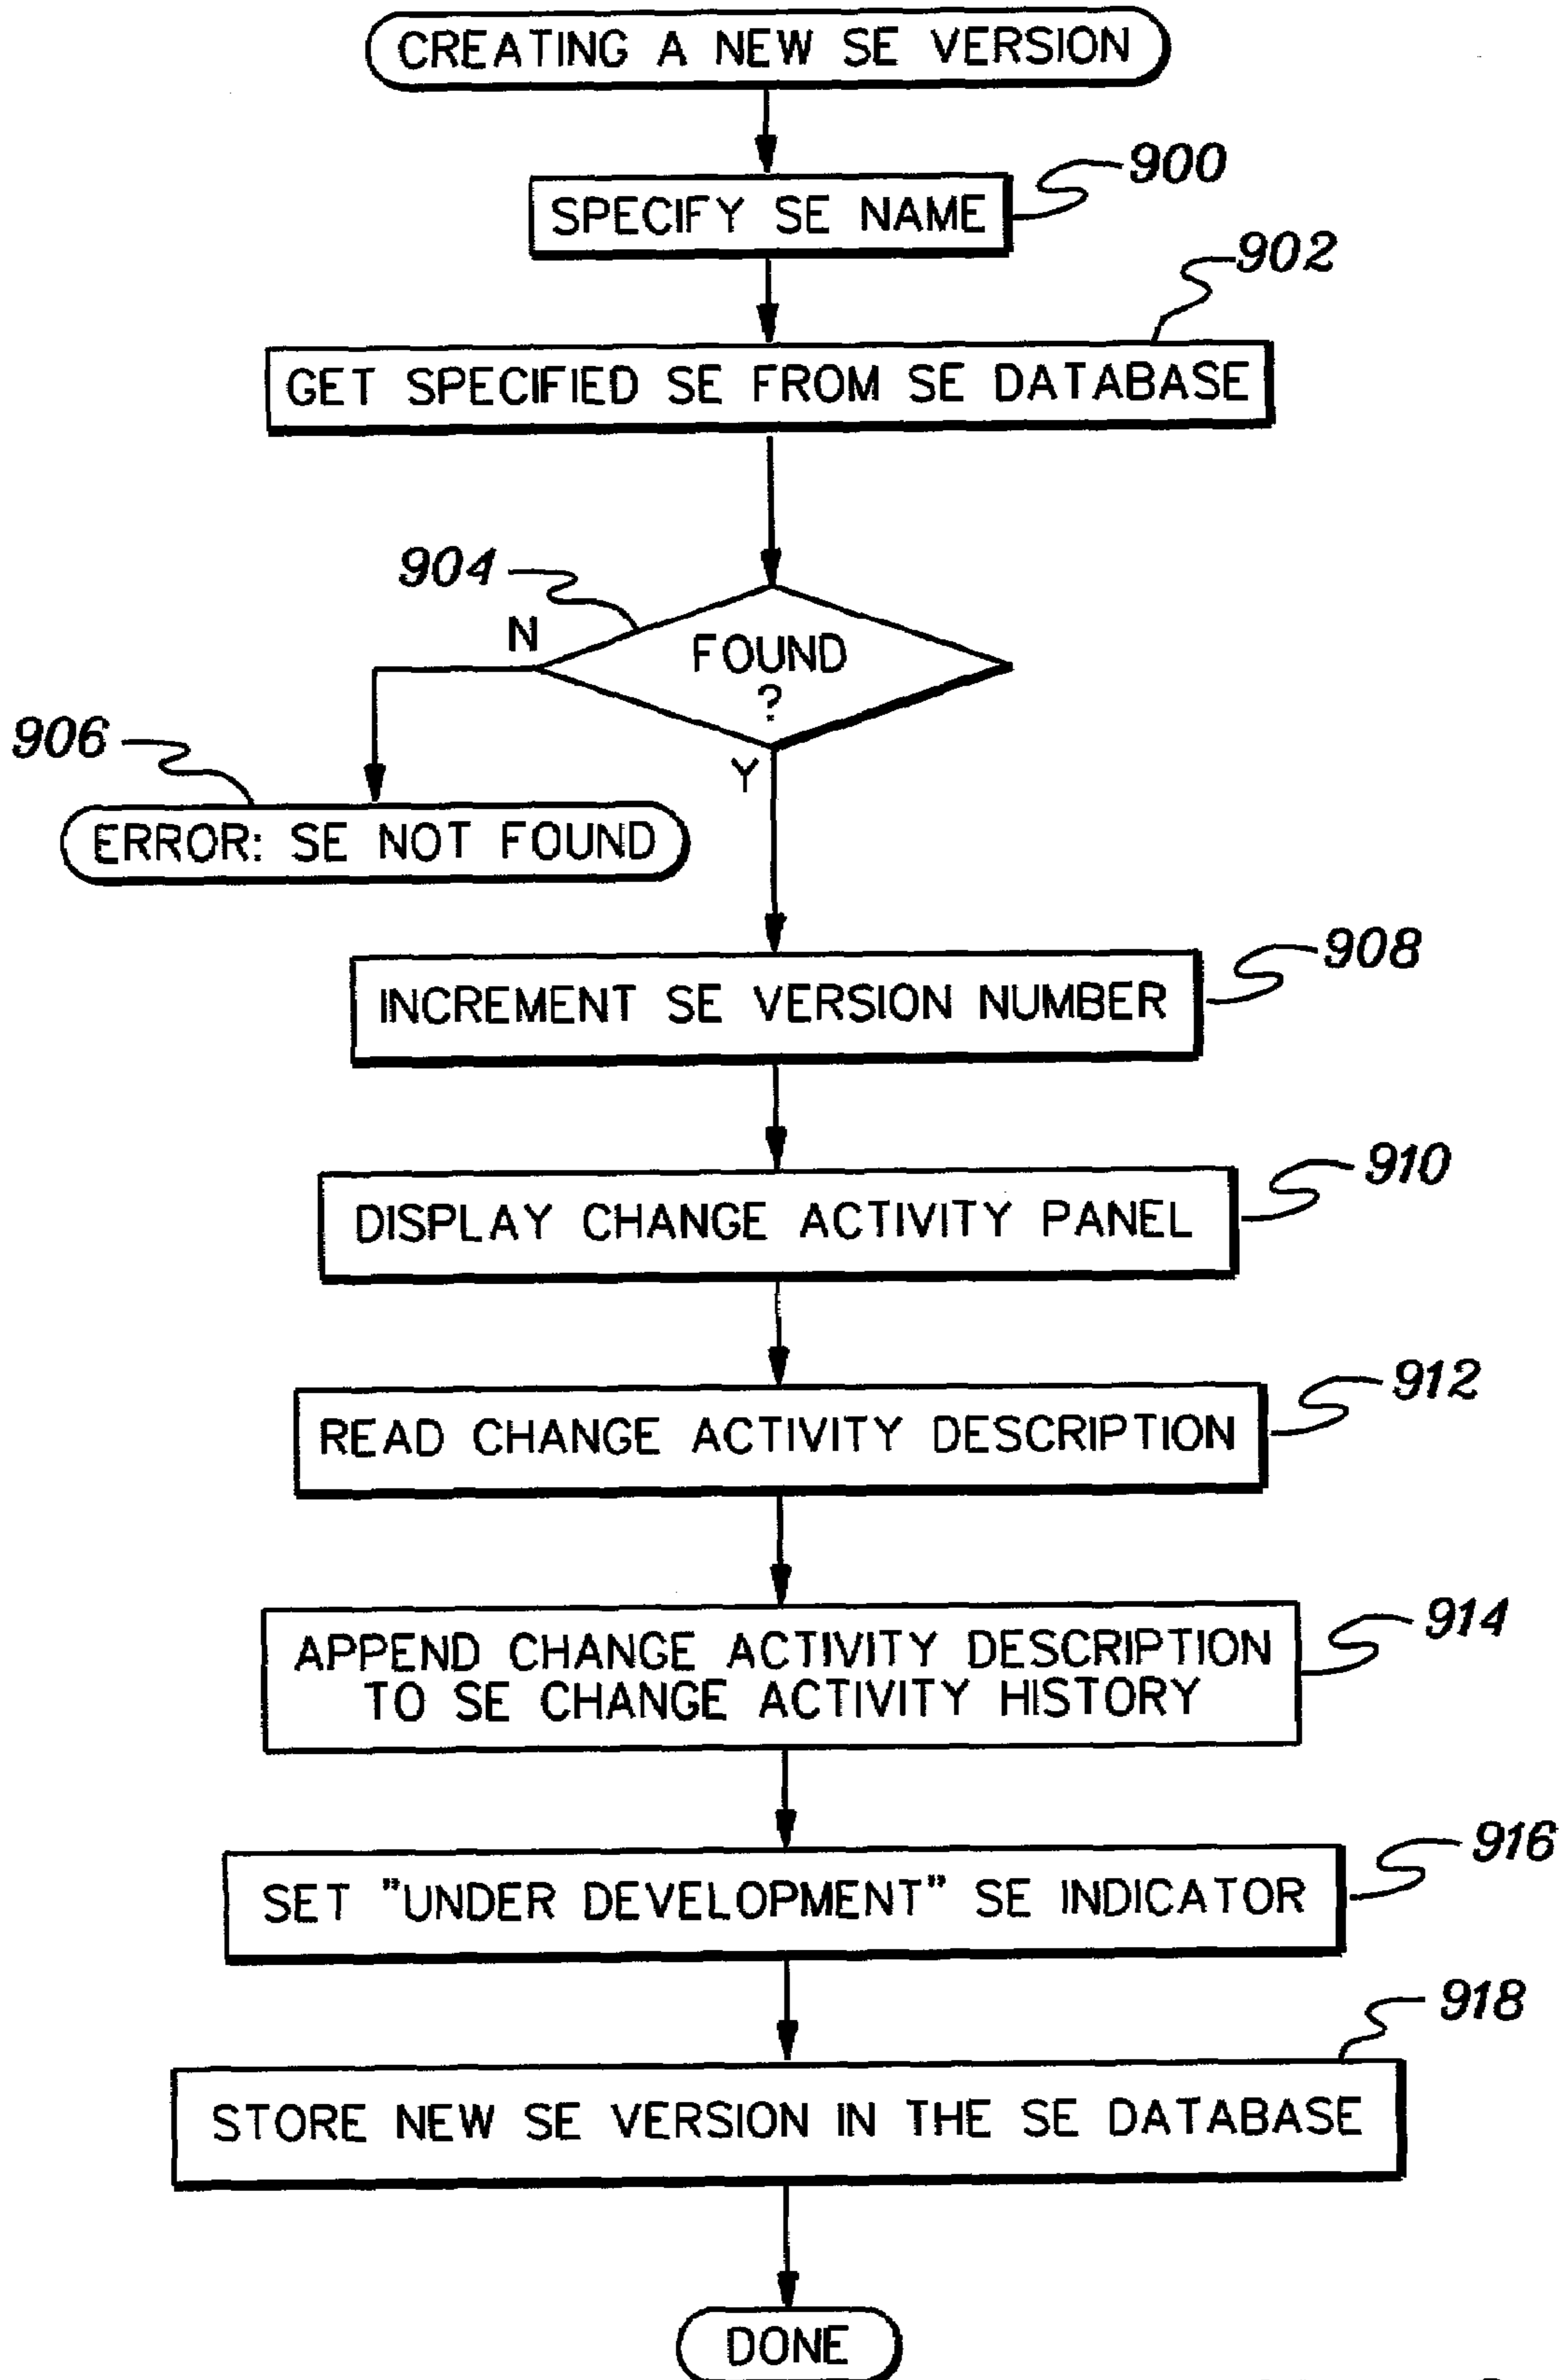 CREATING A NEW SE VERSION
900
SPECIFY SE NAME
902
GET SPECIFIED SE FROM SE DATABASE
904
N
FOUND
?
906
Y
ERROR: SE NOT FOUND
908
INCREMENT SE VERSION NUMBER
910
DISPLAY CHANGE ACTIVITY PANEL
912
READ CHANGE ACTIVITY DESCRIPTION
914
APPEND CHANGE ACTIVITY DESCRIPTION
TO SE CHANGE ACTIVITY HISTORY
916
SET "UNDER DEVELOPMENT" SE INDICATOR
918
STORE NEW SE VERSION IN THE SE DATABASE
DONE